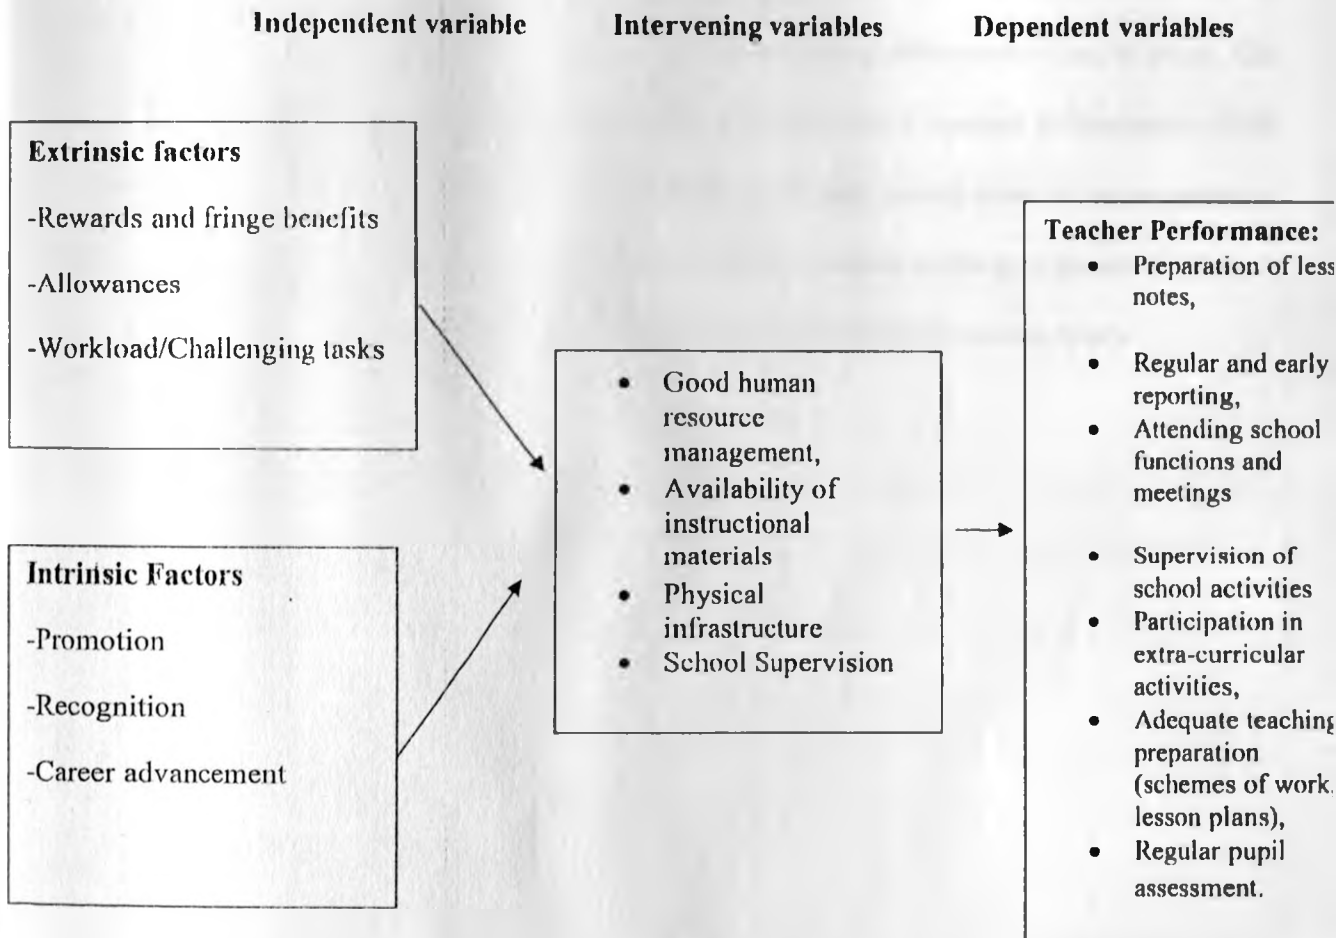 Independent variable
Intervening variables
Dependent variables
Extrinsic factors
-Rewards and fringe benefits
-Allowances
-Workload/Challenging tasks
Intrinsic Factors
-Promotion
-Recognition
-Career advancement
• Good human
resource
management,
• Availability of
instructional
materials
• Physical
infrastructure
• School Supervision
Teacher Performance:
• Preparation of
notes,
• Regular and early
reporting,
• Attending school
functions and
meetings
• Supervision of
school activities
• Participation in
extra-curricular
activities,
• Adequate teaching
preparation
(schemes of work,
lesson plans),
• Regular pupil
assessment.